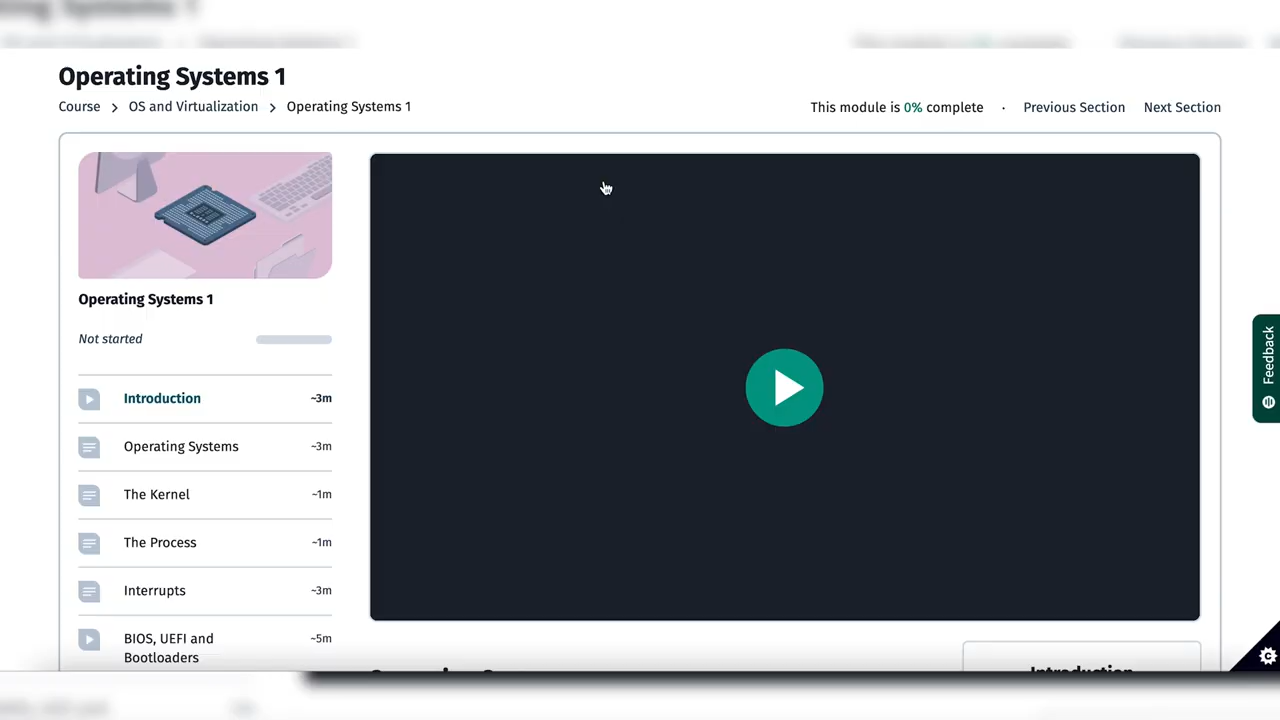 Operating Systems 1
Course > OS and Virtualization > Operating Systems 1
This module is 0% complete · Previous Section Next Section
Operating Systems 1
Not started
Introduction ~3m
Operating Systems ~3m
The Kernel ~1m
The Process ~1m
Interrupts ~3m
BIOS, UEFI and ~5m
Bootloaders
Introduction
Feedback